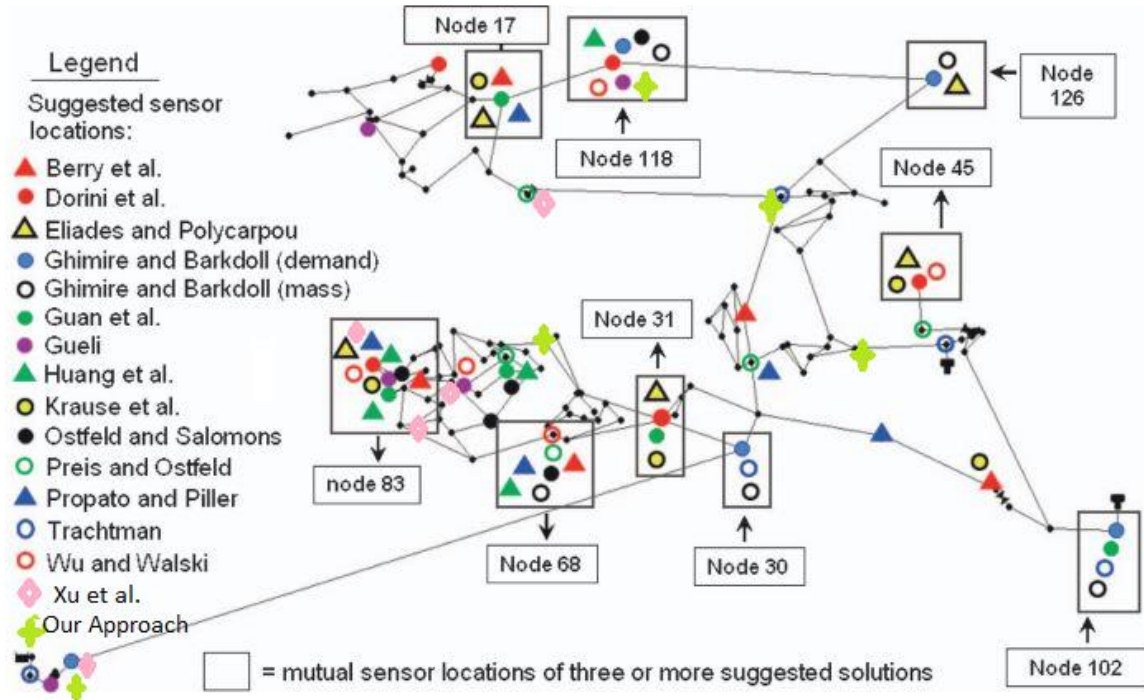 Legend
Suggested sensor
locations:
Berry et al.
Dorini et al.
Eliades and Polycarpou
Ghimire and Barkdoll (demand)
Ghimire and Barkdoll (mass)
Guan et al.
Gueli
Huang et al.
Krause et al.
Ostfeld and Salomons
Preis and Ostfeld
Propato and Piller
Trachtman
Wu and Walski
Xu et al.
Our Approach
Node 17
Node 118
Node
126
Node 45
Node 31
node 83
Node 68
Node 30
Node 102
= mutual sensor locations of three or more suggested solutions